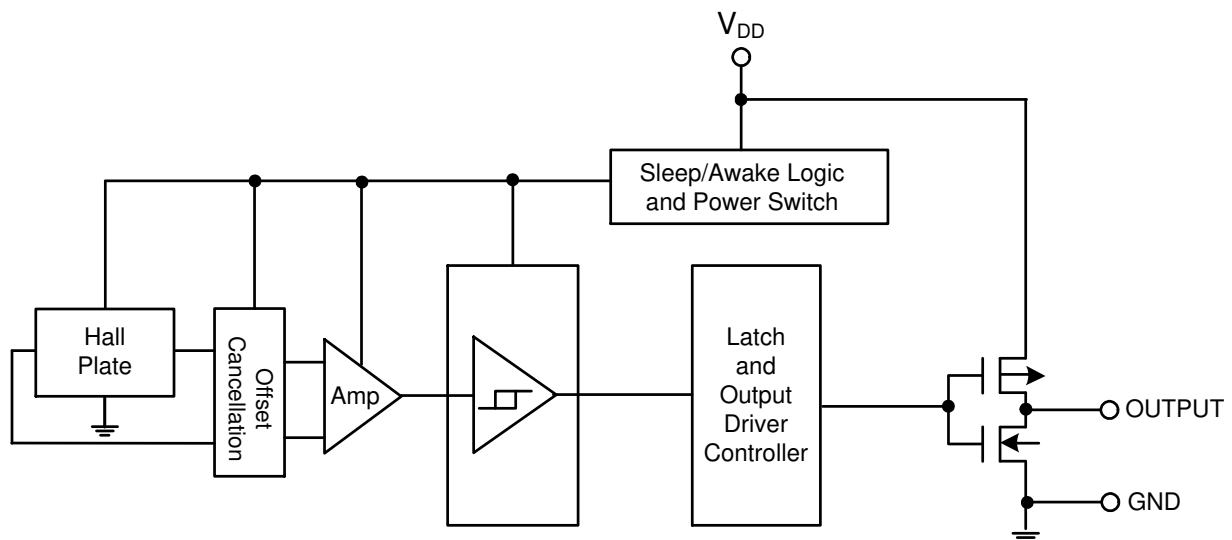 VDD
Sleep/Awake Logic
and Power Switch
Hall
Plate
Offset
Cancellation
Amp
Latch
and
Output
Driver
Controller
OUTPUT
GND